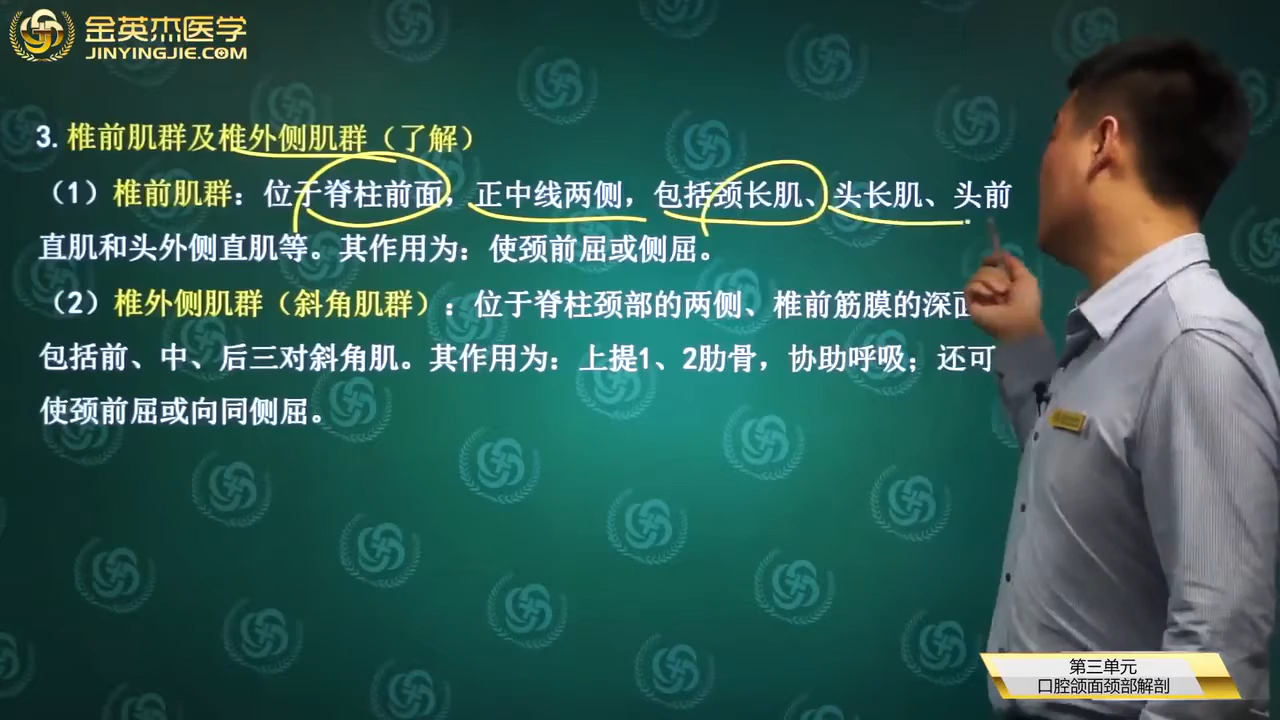 金英杰医学
JINYINGJIE.COM
3. 椎前肌群及椎外侧肌群（了解）
（1）椎前肌群：位于脊柱前面，正中线两侧，包括颈长肌、头长肌、头前
直肌和头外侧直肌等。其作用为：使颈前屈或侧屈。
（2）椎外侧肌群（斜角肌群）：位于脊柱颈部的两侧、椎前筋膜的深面
包括前、中、后三对斜角肌。其作用为：上提1、2肋骨，协助呼吸；还可
使颈前屈或向同侧屈。
第三单元
口腔颌面颈部解剖